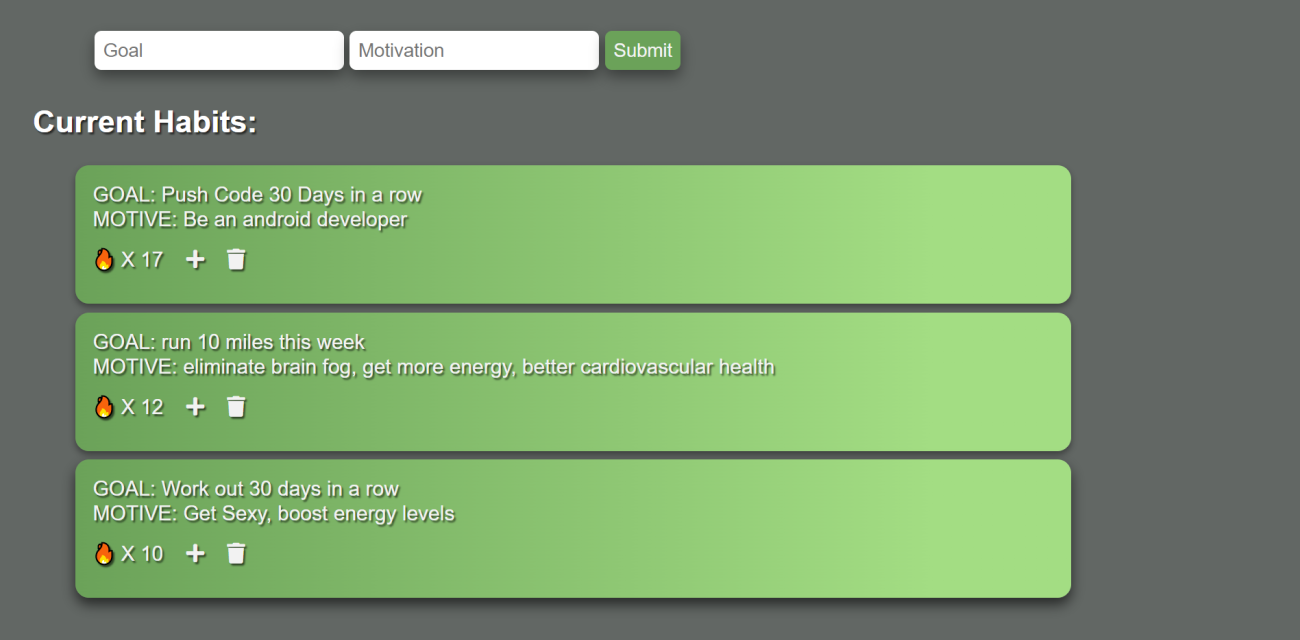 Goal Motivation Submit
Current Habits:
GOAL: Push Code 30 Days in a row
MOTIVE: Be an android developer
X 17
GOAL: run 10 miles this week
MOTIVE: eliminate brain fog, get more energy, better cardiovascular health
X 12
GOAL: Work out 30 days in a row
MOTIVE: Get Sexy, boost energy levels
X 10